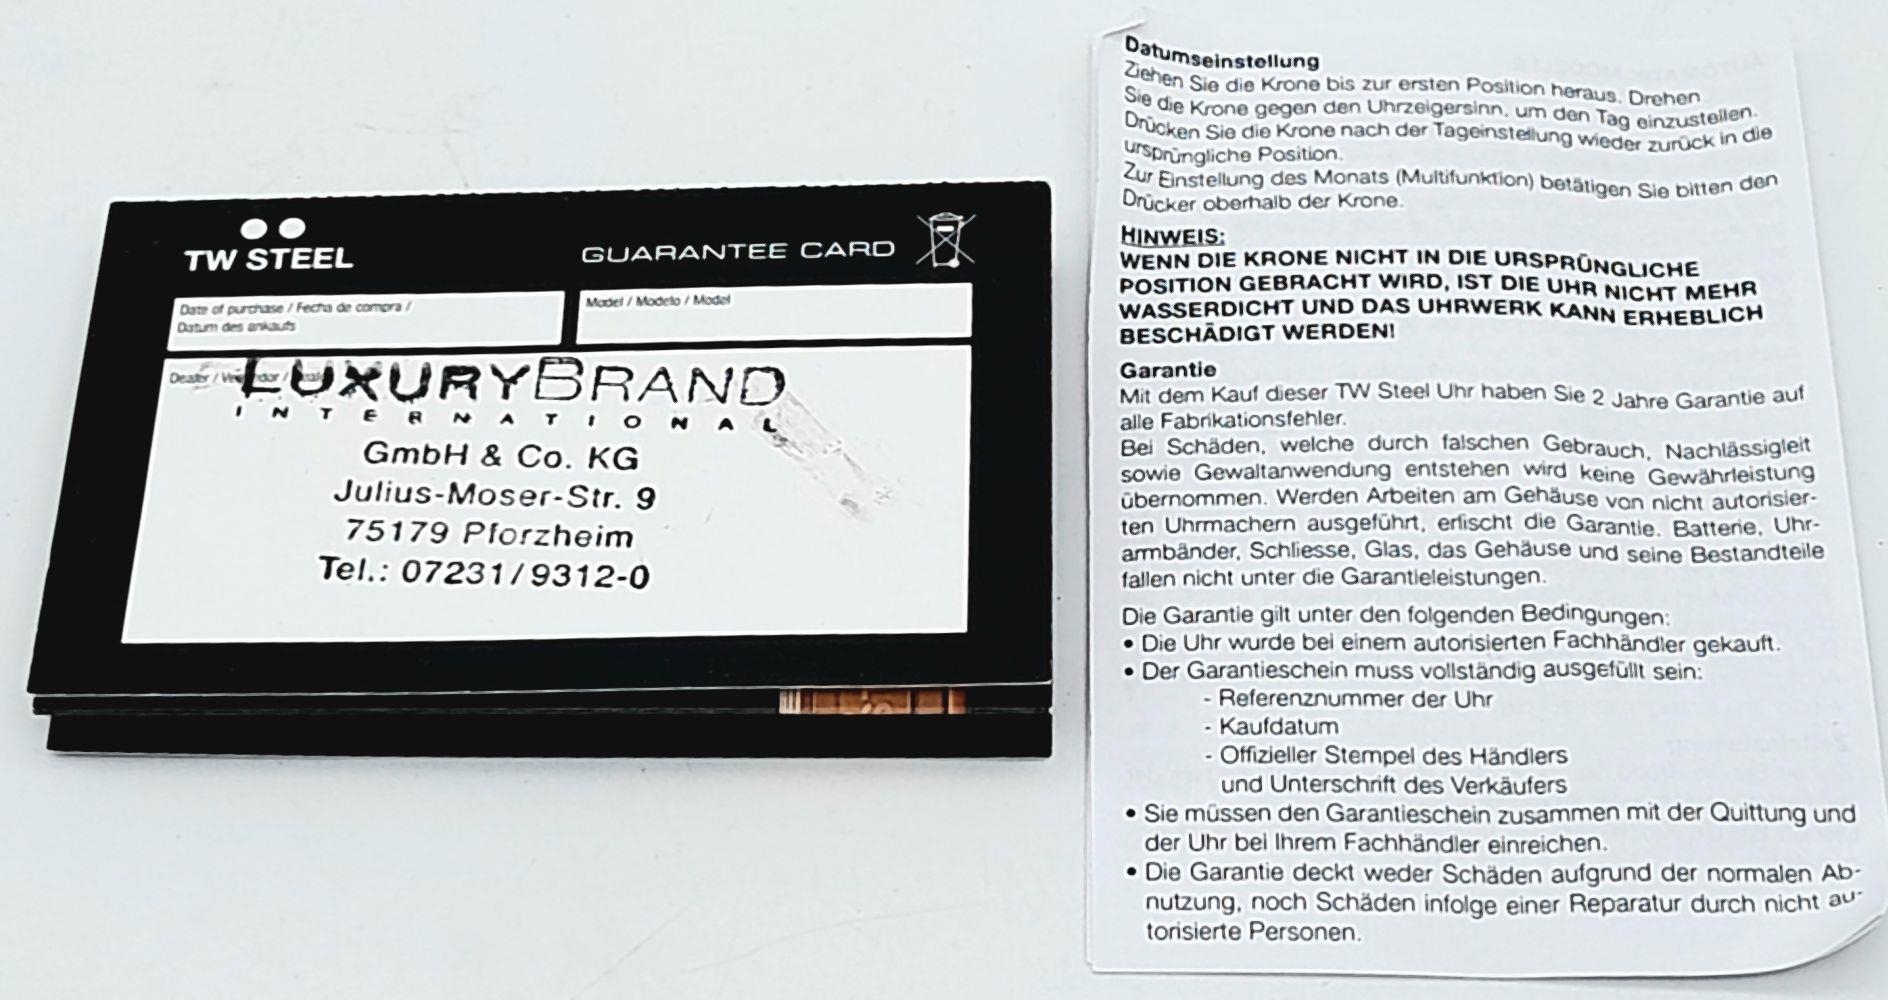 TW STEEL
GUARANTEE CARD
Date of purchase / Fecha de compra /
Datum des ankaufs
Model / Modelo / Model
Dealer /
LUXURYBRAND
INTERNATIONAL
GmbH & Co. KG
Julius-Moser-Str. 9
75179 Pforzheim
Tel.: 07231/9312-0
Datumseinstellung
Ziehen Sie die Krone bis zur ersten Position heraus. Drehen
Sie die Krone gegen den Uhrzeigersinn, um den Tag einzustellen.
Drücken Sie die Krone nach der Tageinstellung wieder zurück in die
ursprüngliche Position.
Zur Einstellung des Monats (Multifunktion) betätigen Sie bitten den
Drücker oberhalb der Krone.
HINWEIS:
WENN DIE KRONE NICHT IN DIE URSPRÜNGLICHE
POSITION GEBRACHT WIRD, IST DIE UHR NICHT MEHR
WASSERDICHT UND DAS UHRWERK KANN ERHEBLICH
BESCHÄDIGT WERDEN!
Garantie
Mit dem Kauf dieser TW Steel Uhr haben Sie 2 Jahre Garantie auf
alle Fabrikationsfehler.
Bei Schäden, welche durch falschen Gebrauch, Nachlässigleit
sowie Gewaltanwendung entstehen wird keine Gewährleistung
übernommen. Werden Arbeiten am Gehäuse von nicht autorisier-
ten Uhrmachern ausgeführt, erlischt die Garantie. Batterie, Uhr-
armbänder, Schliesse, Glas, das Gehäuse und seine Bestandteile
fallen nicht unter die Garantieleistungen.
Die Garantie gilt unter den folgenden Bedingungen:
• Die Uhr wurde bei einem autorisierten Fachhändler gekauft.
• Der Garantieschein muss vollständig ausgefüllt sein:
- Referenznummer der Uhr
- Kaufdatum
- Offizieller Stempel des Händlers
und Unterschrift des Verkäufers
• Sie müssen den Garantieschein zusammen mit der Quittung und
der Uhr bei Ihrem Fachhändler einreichen.
• Die Garantie deckt weder Schäden aufgrund der normalen Ab-
nutzung, noch Schäden infolge einer Reparatur durch nicht au-
torisierte Personen.